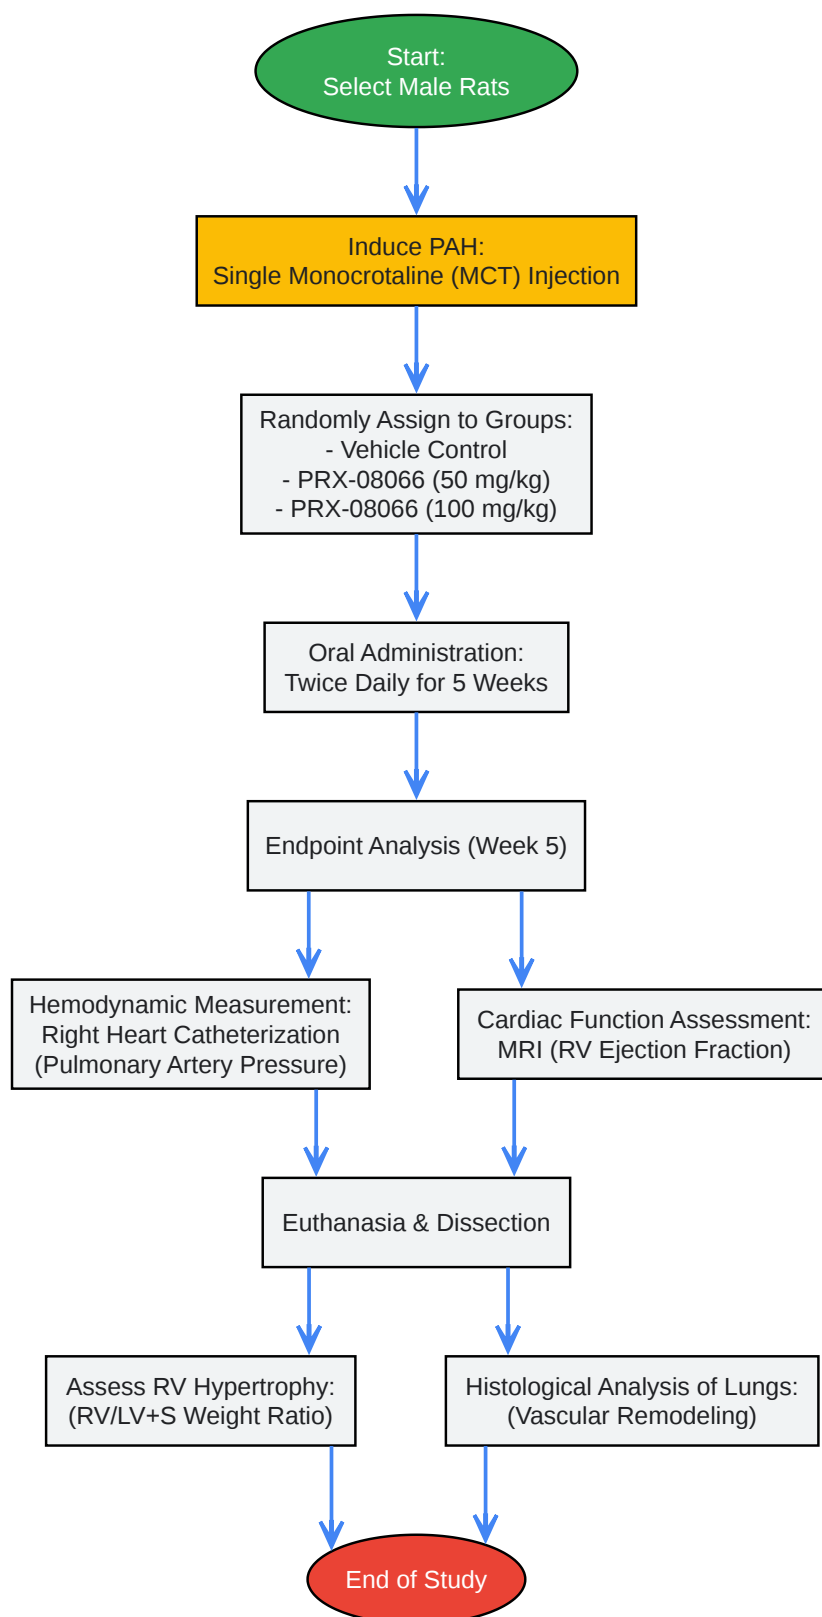 Start:
Select Male Rats
Induce PAH:
Single Monocrotaline (MCT) Injection
Randomly Assign to Groups:
- Vehicle Control
- PRX-08066 (50 mg/kg)
- PRX-08066 (100 mg/kg)
Oral Administration:
Twice Daily for 5 Weeks
Endpoint Analysis (Week 5)
Hemodynamic Measurement:
Right Heart Catheterization
(Pulmonary Artery Pressure)
Cardiac Function Assessment:
MRI (RV Ejection Fraction)
Euthanasia & Dissection
Assess RV Hypertrophy:
(RV/LV+S Weight Ratio)
Histological Analysis of Lungs:
(Vascular Remodeling)
End of Study